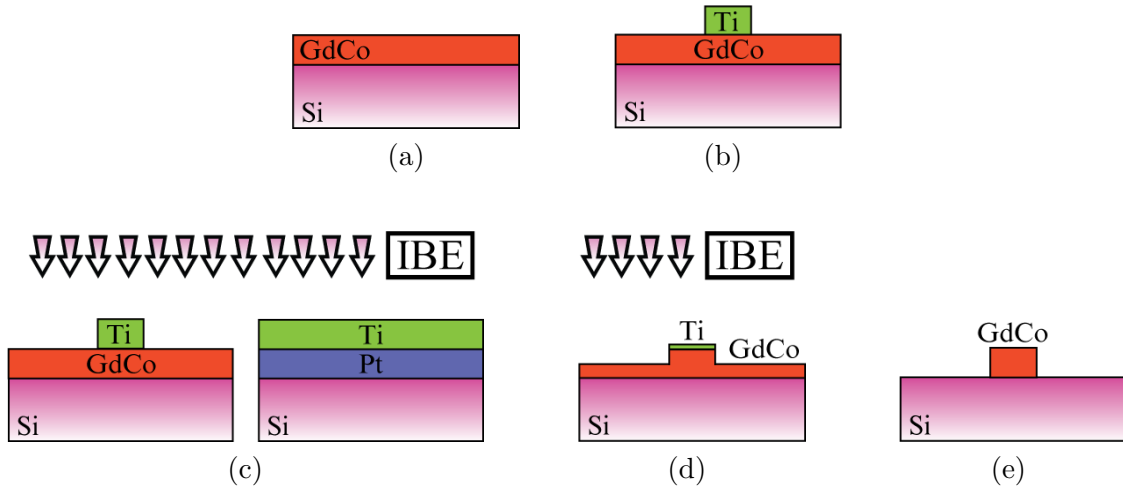 GdCo
Si
(a)
Ti
GdCo
Si
(b)
IBE
Ti
GdCo
Si
Ti
Pt
Si
(c)
IBE
Ti
GdCo
Si
(d)
GdCo
Si
(e)